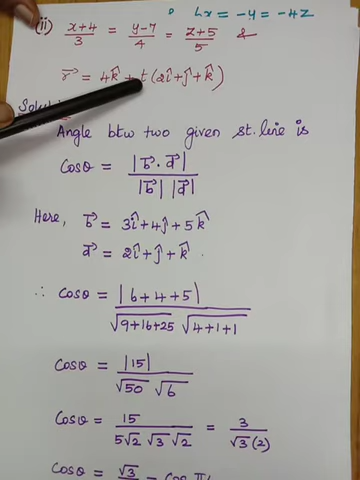 2x = -y = -4z
(ii) x+4/3 = y-7/4 = z+5/5 &
r⃗ = 4k̂ + t(2î+ĵ+k̂)
Angle btw two given st. line is
Cosθ = |b⃗ · d⃗| / |b⃗| |d⃗|
Here, b⃗ = 3î+4ĵ+5k̂
d⃗ = 2î+ĵ+k̂.
∴ Cosθ = |6+4+5| / √9+16+25 √4+1+1
Cosθ = |15| / √50 √6
Cosθ = 15 / 5√2 √3 √2 = 3 / √3 (2)
Cosθ = √3